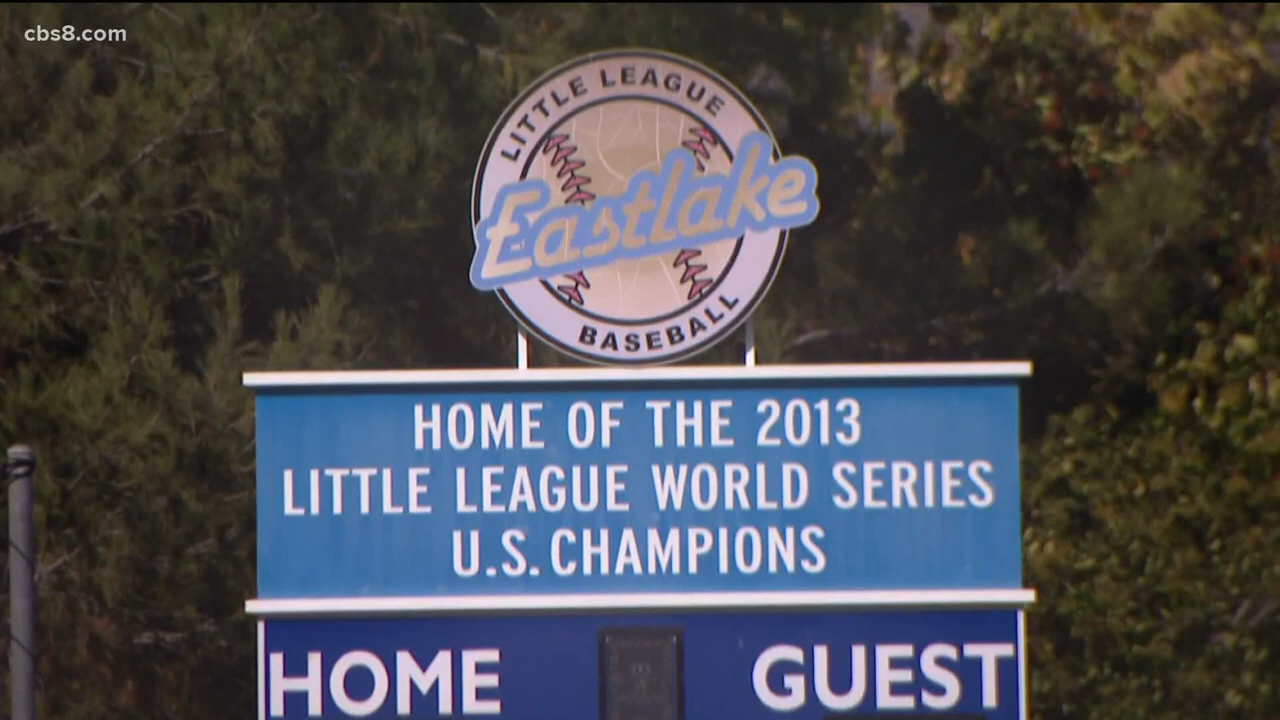 cbs8.com
LITTLE LEAGUE
Eastlake
BASEBALL
HOME OF THE 2013
LITTLE LEAGUE WORLD SERIES
U.S. CHAMPIONS
HOME GUEST